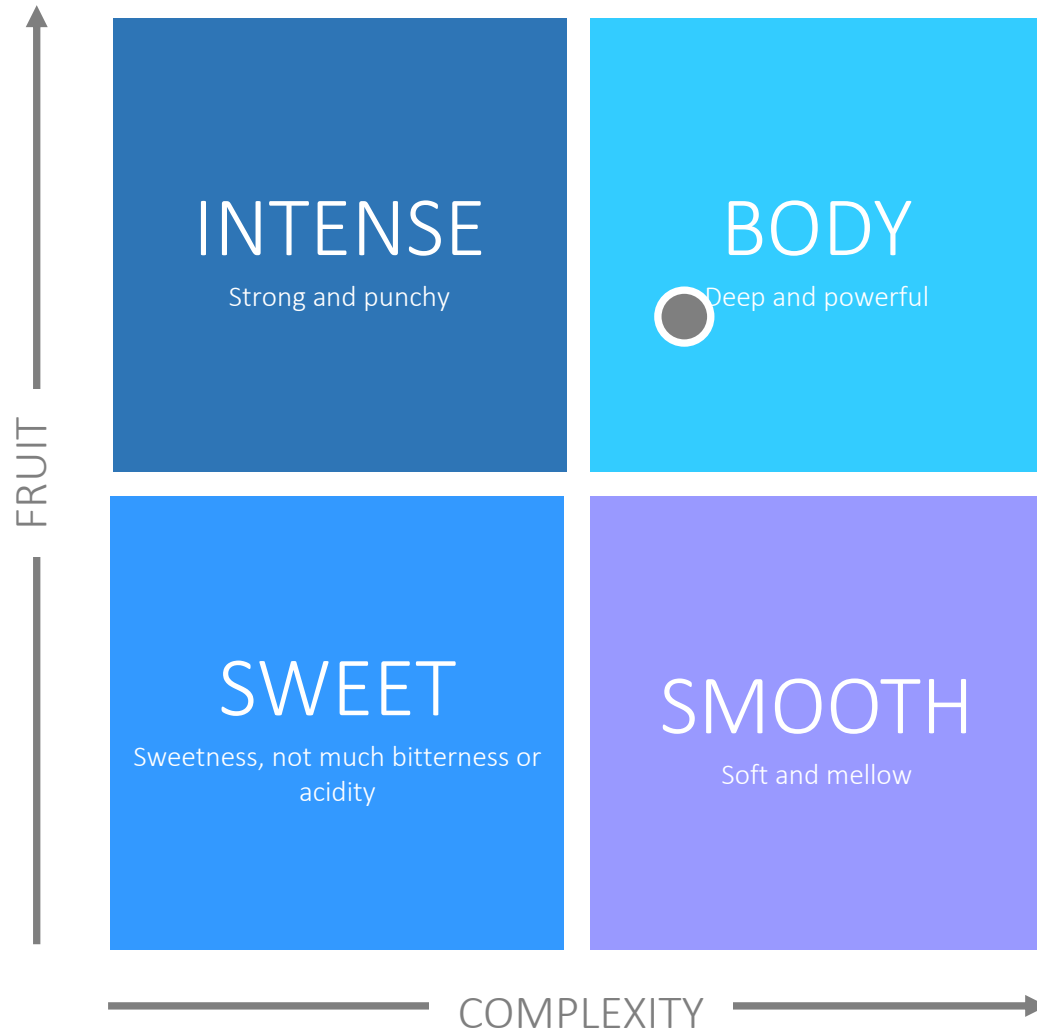 INTENSE
Strong and punchy
BODY
Deep and powerful
FRUIT
SWEET
Sweetness, not much bitterness or
acidity
SMOOTH
Soft and mellow
COMPLEXITY